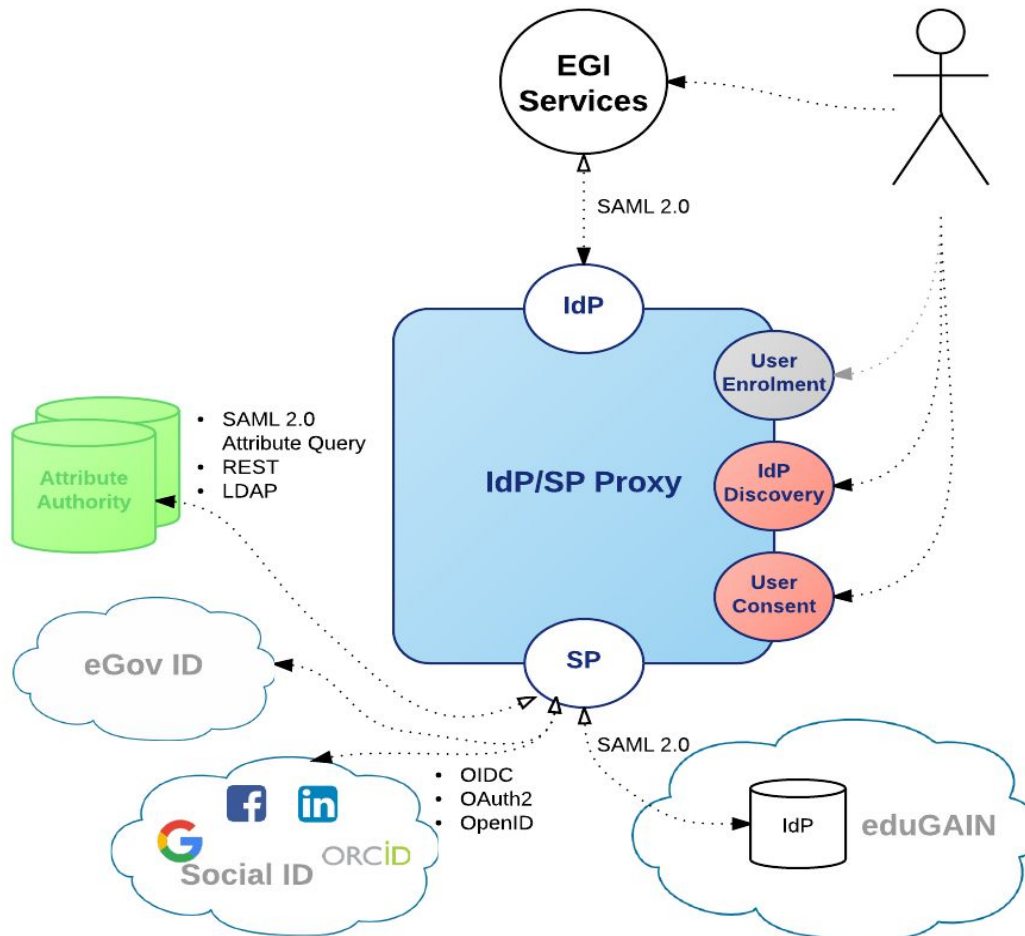 EGI
Services
SAML 2.0
IdP
User
Enrolment
IdP
Discovery
User
Consent
IdP/SP Proxy
SP
• SAML 2.0
Attribute Query
• REST
• LDAP
Attribute
Authority
eGov ID
SAML 2.0
• OIDC
• OAuth2
• OpenID
f
in
G
ORCiD
Social ID
IdP
eduGAIN